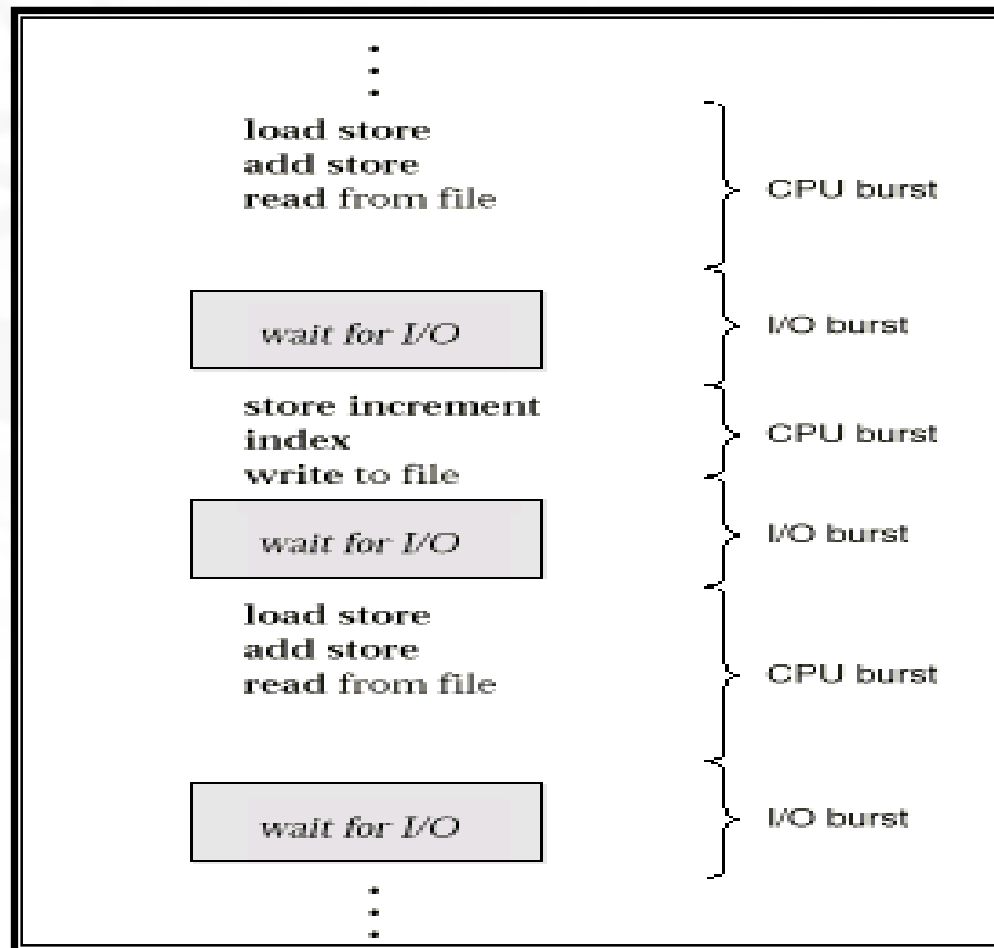 load store
add store
read from file
CPU burst
wait for I/O
I/O burst
store increment
index
write to file
CPU burst
wait for I/O
I/O burst
load store
add store
read from file
CPU burst
wait for I/O
I/O burst